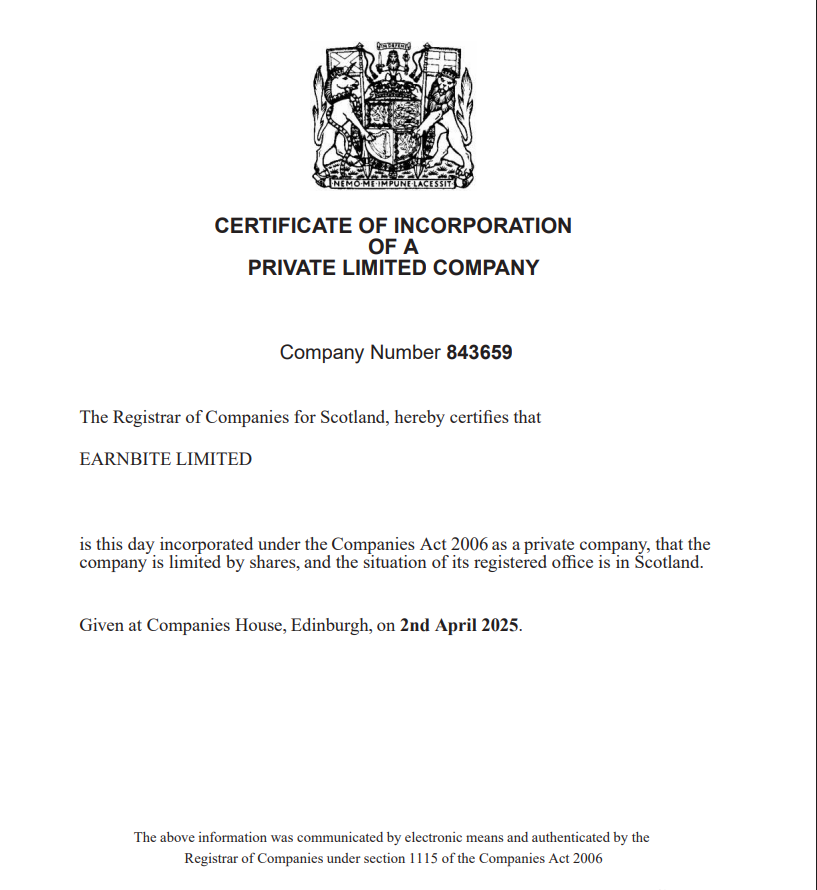 IN DEFENS
NEMO·ME·IMPUNE·LACESSIT
CERTIFICATE OF INCORPORATION
OF A
PRIVATE LIMITED COMPANY
Company Number 843659
The Registrar of Companies for Scotland, hereby certifies that
EARNBITE LIMITED
is this day incorporated under the Companies Act 2006 as a private company, that the
company is limited by shares, and the situation of its registered office is in Scotland.
Given at Companies House, Edinburgh, on 2nd April 2025.
The above information was communicated by electronic means and authenticated by the
Registrar of Companies under section 1115 of the Companies Act 2006